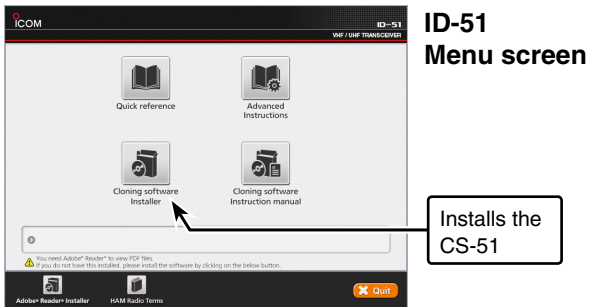 ICOM
ID-51
VHF / UHF TRANSCEIVER
ID-51
Menu screen
Quick reference
Advanced
Instructions
Cloning software
Installer
Cloning software
Instruction manual
Installs the
CS-51
You need Adobe® Reader® to view PDF files.
If you do not have this installed, please install the software by clicking on the below button.
Adobe® Reader® Installer
HAM Radio Terms
Quit